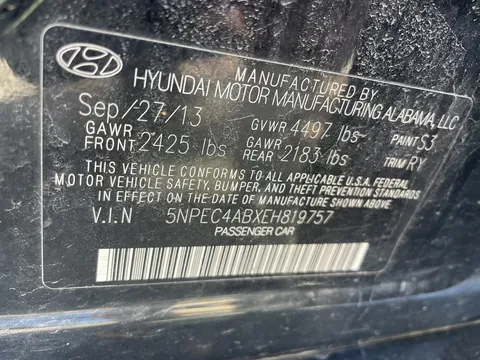 MANUFACTURED BY
HYUNDAI MOTOR MANUFACTURING ALABAMA, LLC
Sep/27/13 GVWR 4497 lbs PAINT S3
GAWR FRONT 2425 lbs GAWR REAR 2183 lbs TRIM RY
THIS VEHICLE CONFORMS TO ALL APPLICABLE U.S.A. FEDERAL
MOTOR VEHICLE SAFETY, BUMPER, AND THEFT PREVENTION STANDARDS
IN EFFECT ON THE DATE OF MANUFACTURE SHOWN ABOVE.
V.I.N 5NPEC4ABXEH819757
PASSENGER CAR